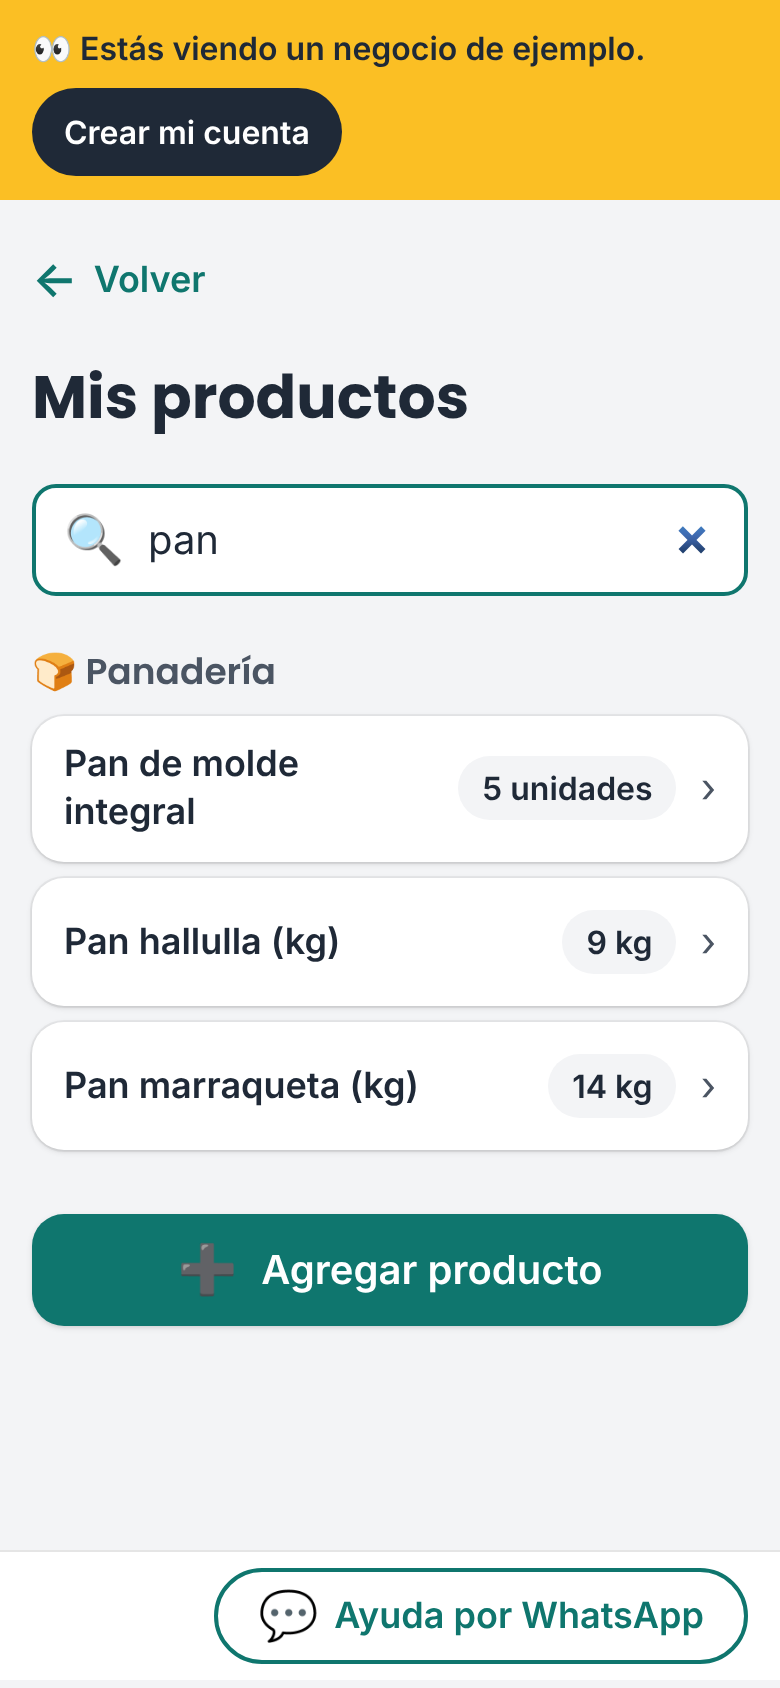 👀 Estás viendo un negocio de ejemplo.
Crear mi cuenta
← Volver
Mis productos
🔍 pan ✕
🍞 Panadería
Pan de molde
integral
5 unidades ›
Pan hallulla (kg) 9 kg ›
Pan marraqueta (kg) 14 kg ›
➕ Agregar producto
💬 Ayuda por WhatsApp